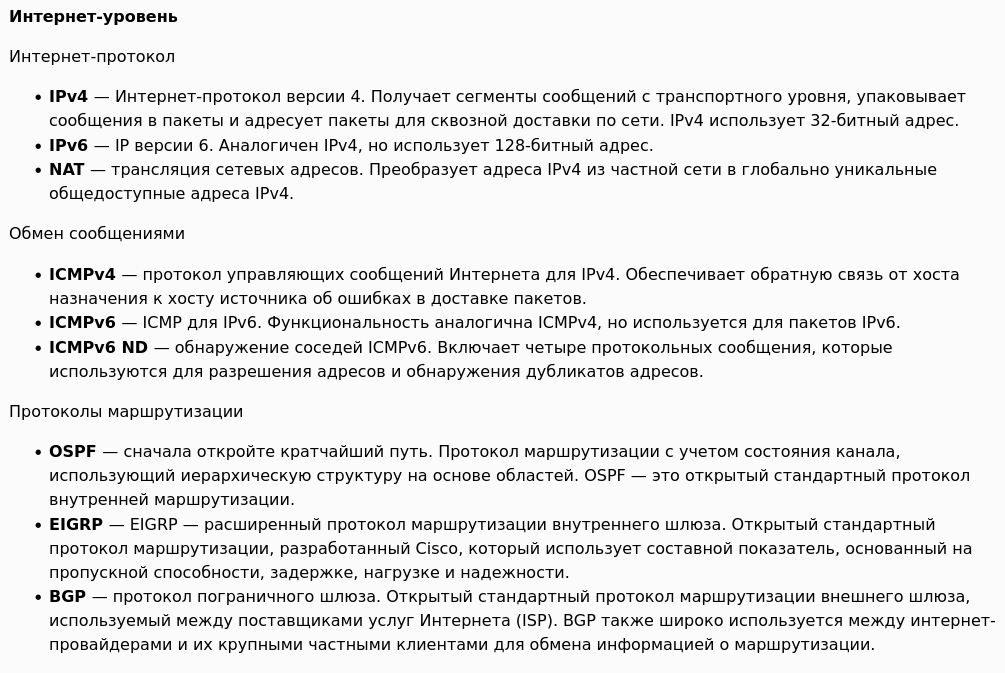 Интернет-уровень
Интернет-протокол
• IPv4 — Интернет-протокол версии 4. Получает сегменты сообщений с транспортного уровня, упаковывает
сообщения в пакеты и адресует пакеты для сквозной доставки по сети. IPv4 использует 32-битный адрес.
• IPv6 — IP версии 6. Аналогичен IPv4, но использует 128-битный адрес.
• NAT — трансляция сетевых адресов. Преобразует адреса IPv4 из частной сети в глобально уникальные
общедоступные адреса IPv4.
Обмен сообщениями
• ICMPv4 — протокол управляющих сообщений Интернета для IPv4. Обеспечивает обратную связь от хоста
назначения к хосту источника об ошибках в доставке пакетов.
• ICMPv6 — ICMP для IPv6. Функциональность аналогична ICMPv4, но используется для пакетов IPv6.
• ICMPv6 ND — обнаружение соседей ICMPv6. Включает четыре протокольных сообщения, которые
используются для разрешения адресов и обнаружения дубликатов адресов.
Протоколы маршрутизации
• OSPF — сначала откройте кратчайший путь. Протокол маршрутизации с учетом состояния канала,
использующий иерархическую структуру на основе областей. OSPF — это открытый стандартный протокол
внутренней маршрутизации.
• EIGRP — EIGRP — расширенный протокол маршрутизации внутреннего шлюза. Открытый стандартный
протокол маршрутизации, разработанный Cisco, который использует составной показатель, основанный на
пропускной способности, задержке, нагрузке и надежности.
• BGP — протокол пограничного шлюза. Открытый стандартный протокол маршрутизации внешнего шлюза,
используемый между поставщиками услуг Интернета (ISP). BGP также широко используется между интернет-
провайдерами и их крупными частными клиентами для обмена информацией о маршрутизации.